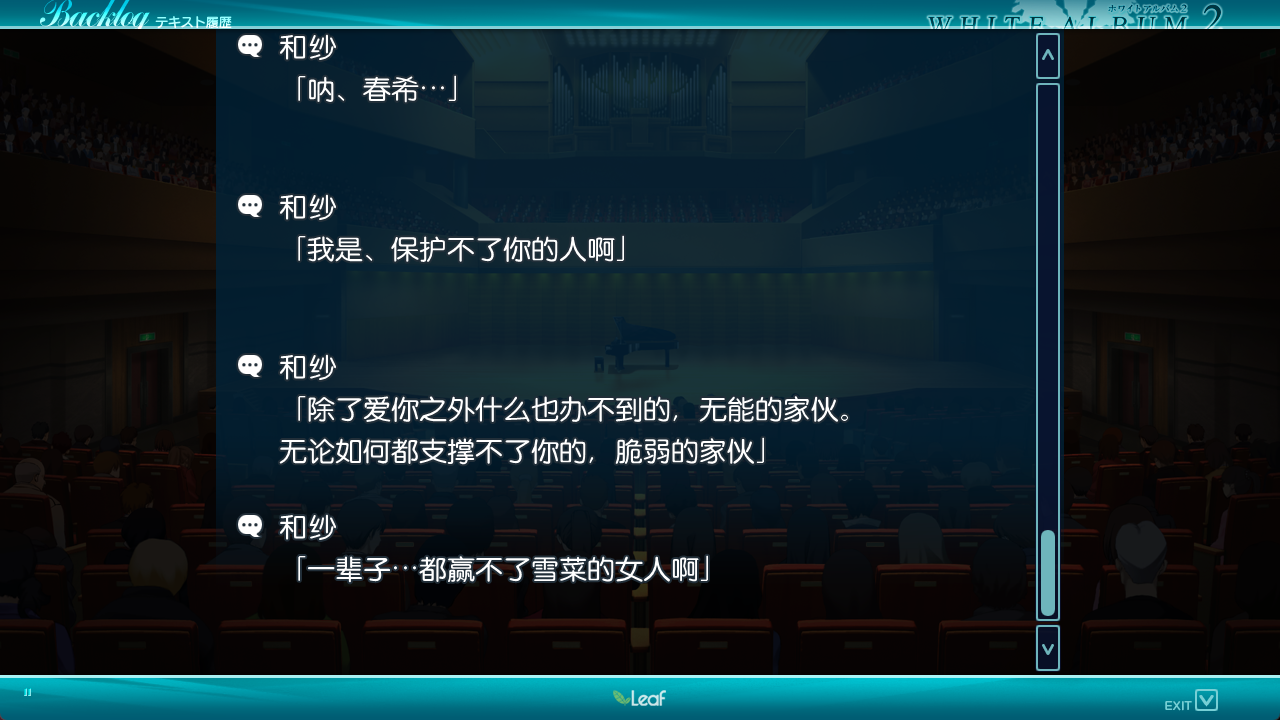 Backlog テキスト履歴
ホワイトアルバム2
WHITE ALBUM 2
和纱
「呐、春希…」
和纱
「我是、保护不了你的人啊」
和纱
「除了爱你之外什么也办不到的，无能的家伙。
无论如何都支撑不了你的，脆弱的家伙」
和纱
「一辈子…都赢不了雪菜的女人啊」
Leaf
EXIT